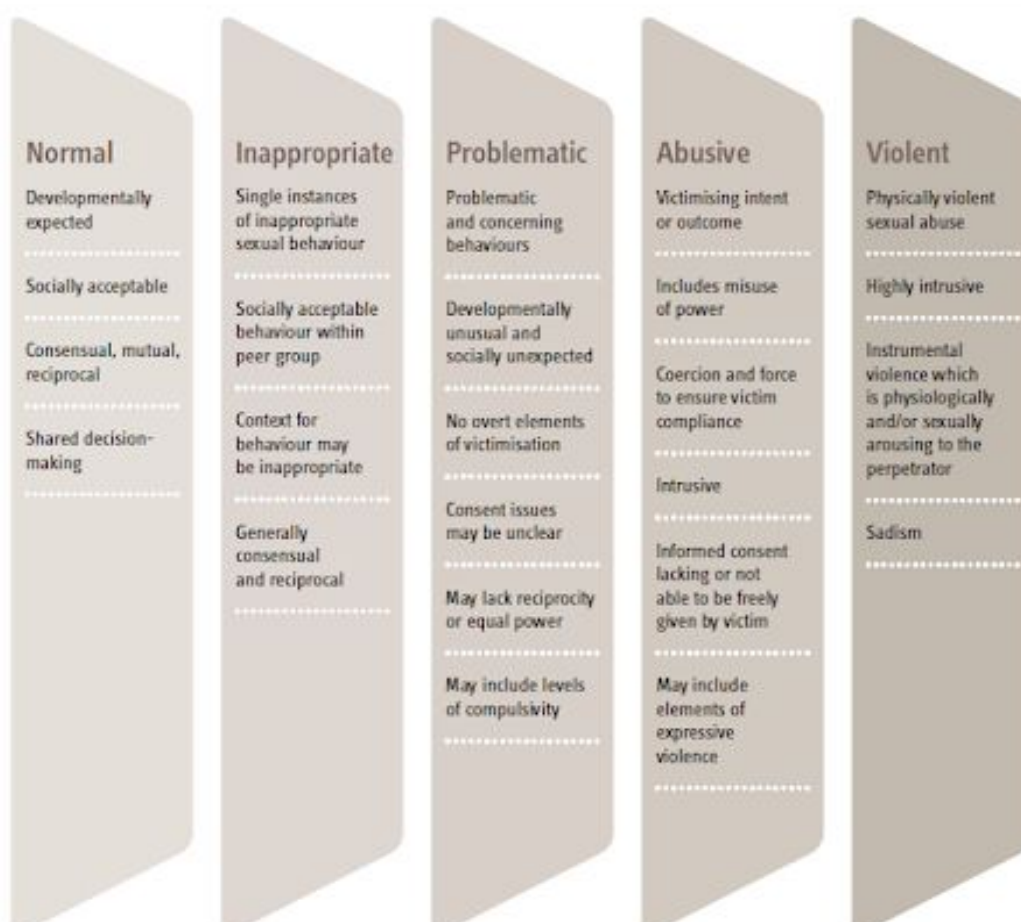 Normal
Developmentally
expected
Socially acceptable
Consensual, mutual,
reciprocal
Shared decision-
making
Inappropriate
Single instances
of inappropriate
sexual behaviour
Socially acceptable
behaviour within
peer group
Context for
behaviour may
be inappropriate
Generally
consensual
and reciprocal
Problematic
Problematic
and concerning
behaviours
Developmentally
unusual and
socially unexpected
No overt elements
of victimisation
Consent issues
may be unclear
May lack reciprocity
or equal power
May include levels
of compulsivity
Abusive
Victimising intent
or outcome
Includes misuse
of power
Coercion and force
to ensure victim
compliance
Intrusive
Informed consent
lacking or not
able to be freely
given by victim
May include
elements of
expressive
violence
Violent
Physically violent
sexual abuse
Highly intrusive
Instrumental
violence which
is physiologically
and/or sexually
arousing to the
perpetrator
Sadism